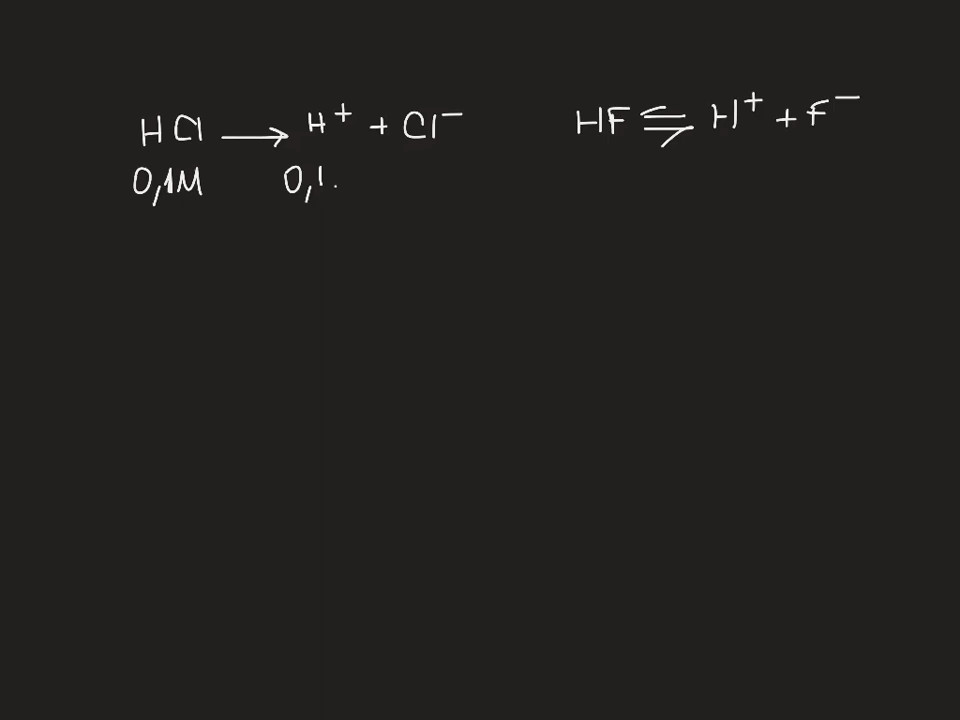 HCl ⟶ H⁺ + Cl⁻
0,1M 0,1.
HF ⇌ H⁺ + F⁻